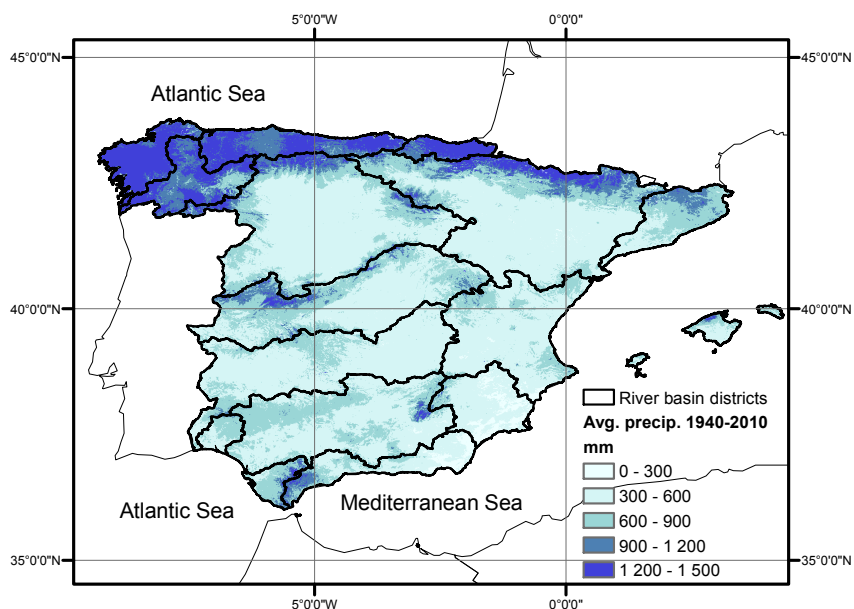 5°0'0"W 0°0'0"
45°0'0"N 45°0'0"N
Atlantic Sea
40°0'0"N 40°0'0"N
River basin districts
Avg. precip. 1940-2010
mm
0 - 300
300 - 600
600 - 900
900 - 1 200
1 200 - 1 500
Mediterranean Sea
Atlantic Sea
35°0'0"N 35°0'0"N
5°0'0"W 0°0'0"